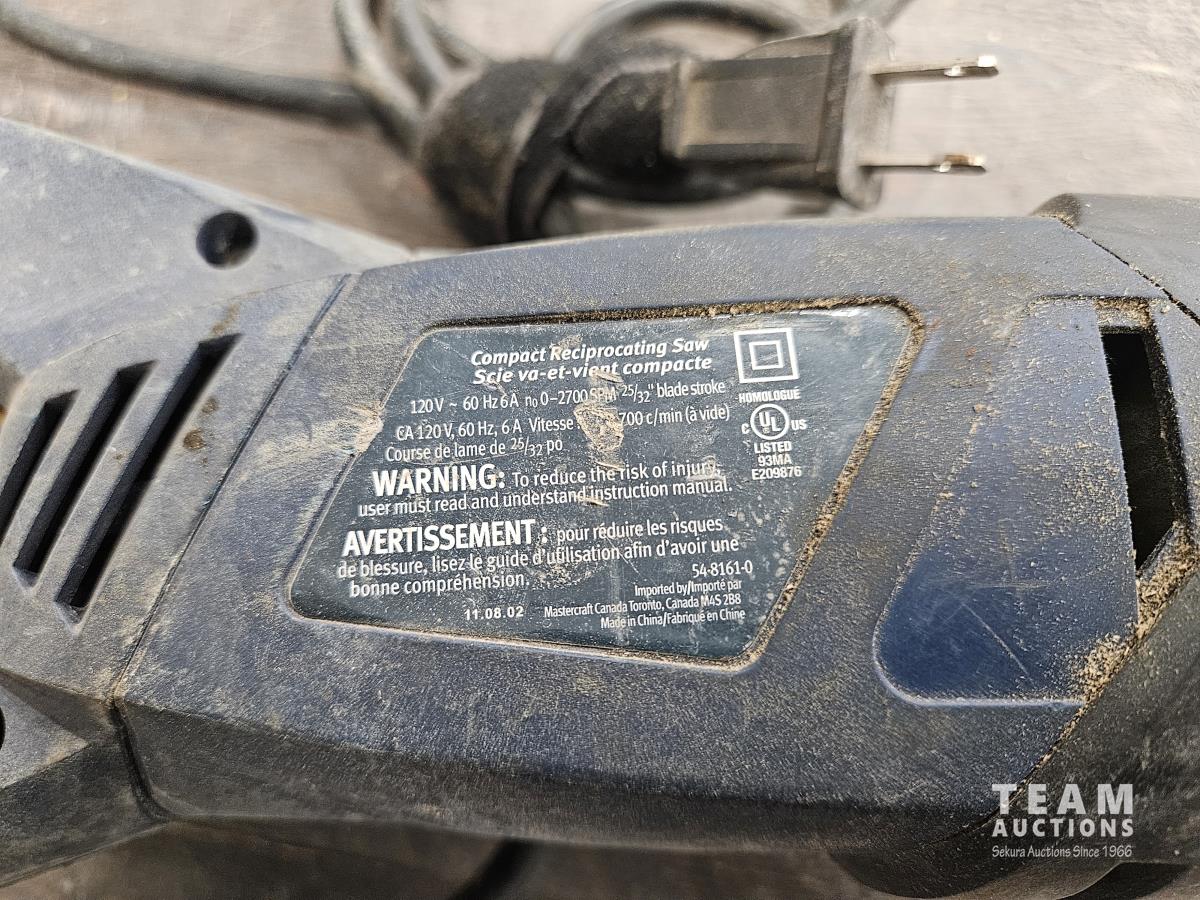 Compact Reciprocating Saw
Scie va-et-vient compacte
120V ~ 60 Hz 6A n₀ 0–2700 SPM 25/32" blade stroke
CA 120V, 60 Hz, 6 A Vitesse 700 c/min (à vide)
Course de lame de 25/32 po
HOMOLOGUE
C UL US
LISTED
93MA
E209876
WARNING: To reduce the risk of injury,
user must read and understand instruction manual.
AVERTISSEMENT : pour réduire les risques
de blessure, lisez le guide d'utilisation afin d'avoir une
bonne compréhension.
54-8161-0
Imported by/Importé par
11.08.02 Mastercraft Canada Toronto, Canada M4S 2B8
Made in China/Fabriqué en Chine
TEAM
AUCTIONS
Sekura Auctions Since 1966